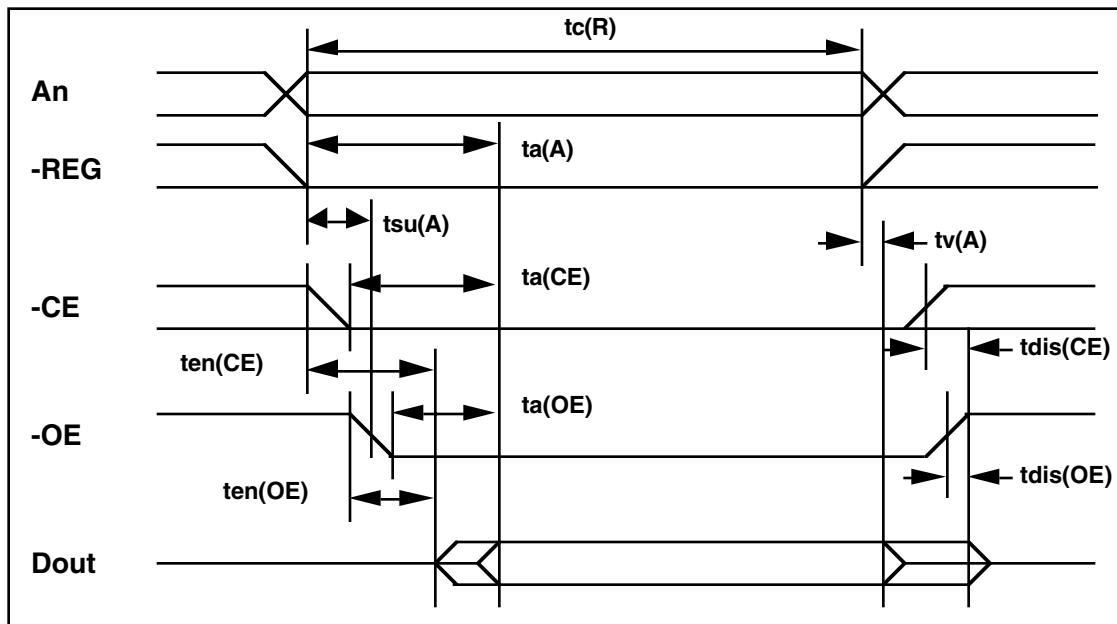 tc(R)
An
ta(A)
-REG
tsu(A)
tv(A)
ta(CE)
-CE
ten(CE)
tdis(CE)
ta(OE)
-OE
tdis(OE)
ten(OE)
Dout